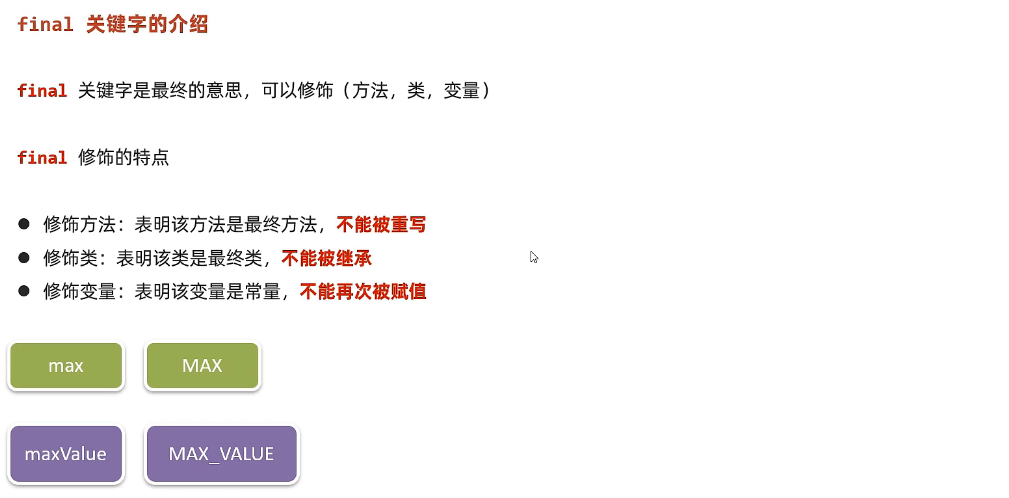 final 关键字的介绍
final 关键字是最终的意思，可以修饰（方法，类，变量）
final 修饰的特点
● 修饰方法：表明该方法是最终方法，不能被重写
● 修饰类：表明该类是最终类，不能被继承
● 修饰变量：表明该变量是常量，不能再次被赋值
max MAX
maxValue MAX_VALUE